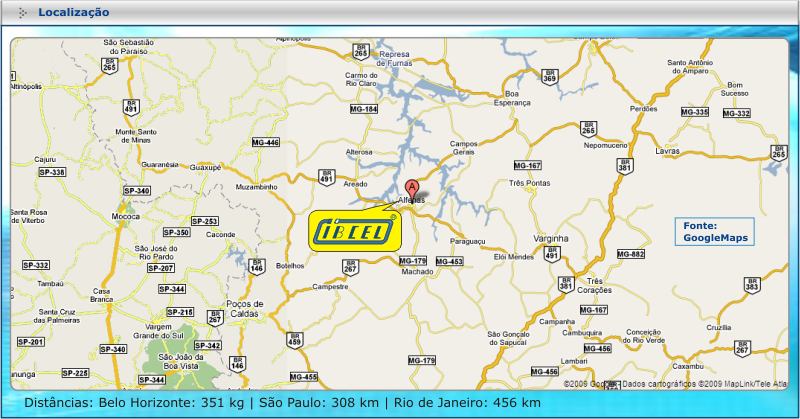 Localização
São Sebastião
do Paraíso
BR
265
BR
265
Represa
de Furnas
BR
369
Santo Antônio
do Amparo
Altinópolis
BR
491
Carmo do
Rio Claro
MG-184
Boa
Esperança
Perdões
Bom
Sucesso
MG-335
MG-332
Monte Santo
de Minas
MG-446
Alterosa
Campos
Gerais
BR
265
Nepomuceno
Lavras
BR
265
Cajuru
SP-338
Guaranésia
Guaxupé
BR
491
Areado
MG-167
BR
381
SP-340
Muzambinho
A
Alfenas
Três Pontas
Santa Rosa
de Viterbo
Mococa
SP-253
SP-350
Caconde
IBCEL
®
Fonte:
GoogleMaps
São José do
Rio Pardo
Paraguaçu
Varginha
SP-332
SP-207
BR
146
Botelhos
BR
267
MG-179
MG-453
Elói Mendes
BR
491
MG-882
Machado
Tambaú
Casa
Branca
SP-344
Campestre
BR
381
Três
Corações
BR
383
Santa Cruz
das Palmeiras
SP-215
BR
267
Poços de
Caldas
MG-167
Vargem
Grande do Sul
Campanha
Cambuquira
Conceição
do Rio Verde
Cruzília
SP-201
SP-340
SP-342
BR
459
São Gonçalo
do Sapucaí
MG-456
BR
267
São João da
Boa Vista
BR
146
MG-179
Lambari
MG-456
Caxambu
nunga
SP-225
SP-344
©2009 Google - Dados cartográficos ©2009 MapLink/Tele Atla
Distâncias: Belo Horizonte: 351 kg | São Paulo: 308 km | Rio de Janeiro: 456 km